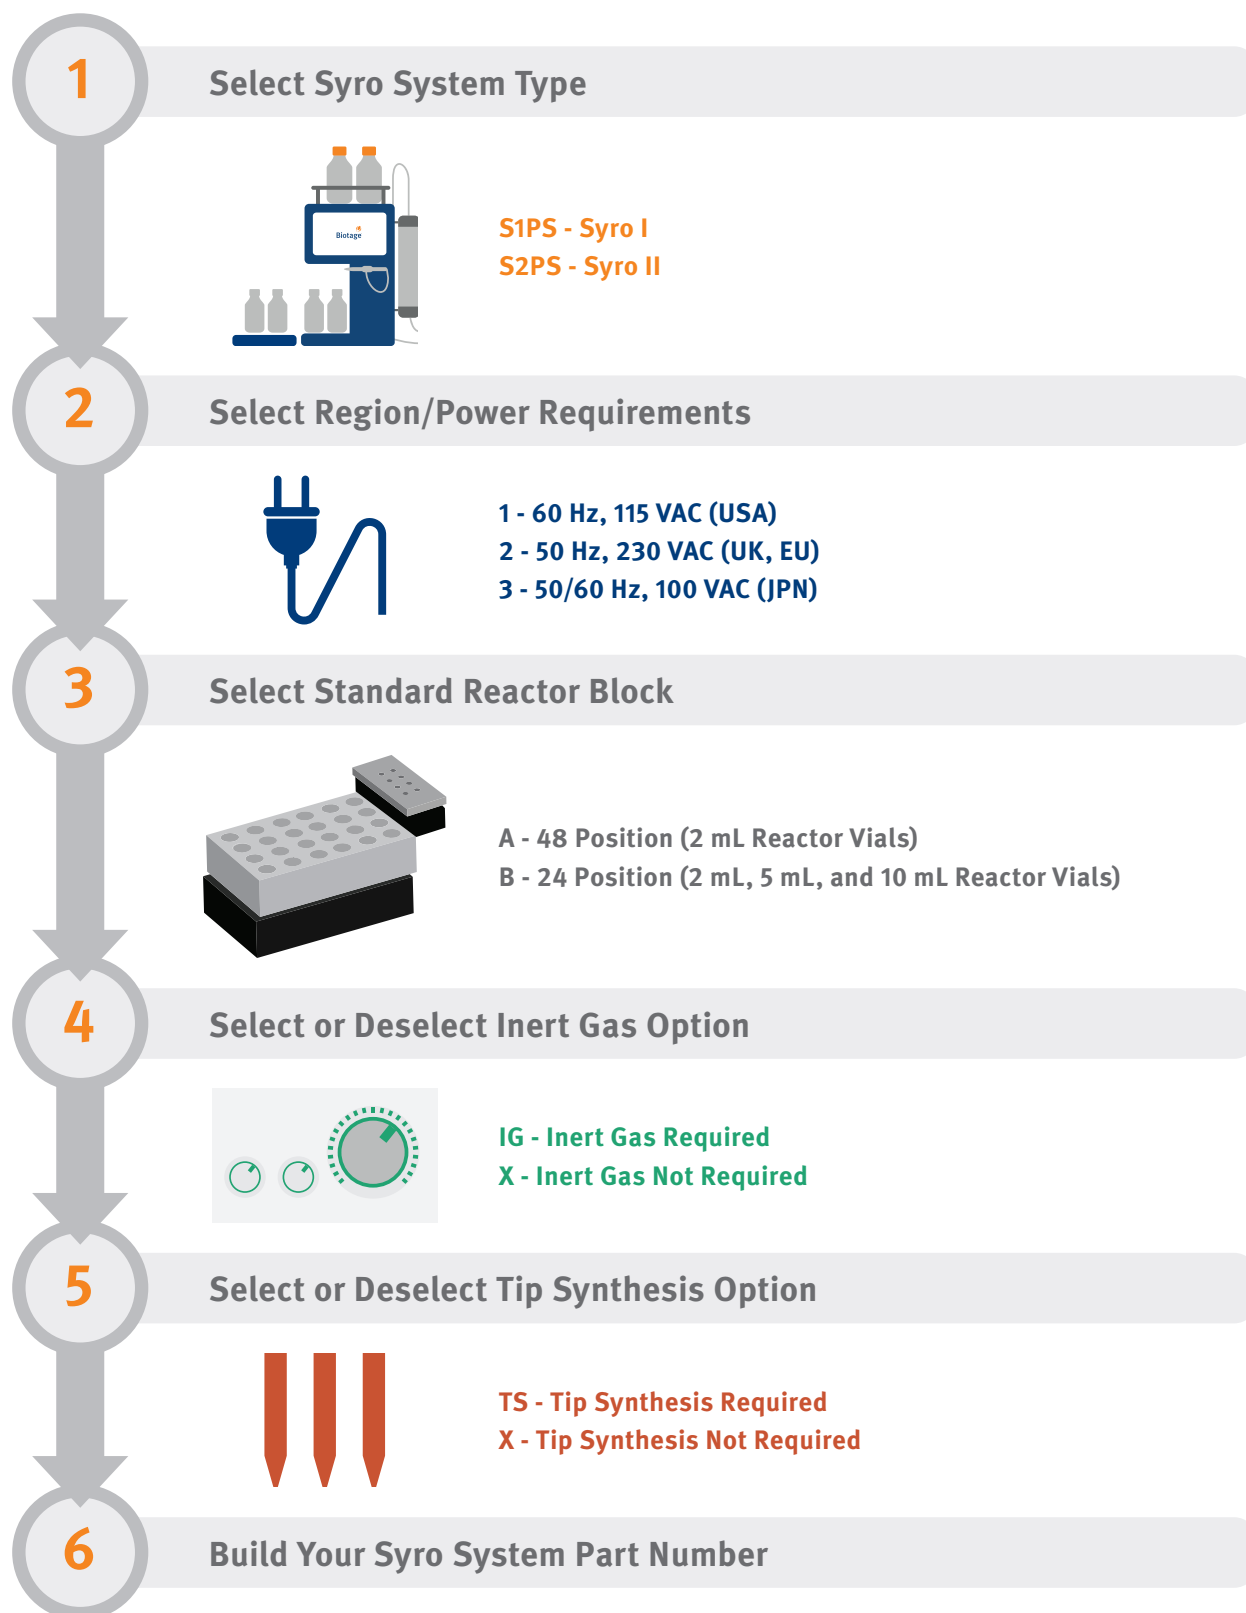 1
Select Syro System Type
Biotage
S1PS - Syro I
S2PS - Syro II
2
Select Region/Power Requirements
1 - 60 Hz, 115 VAC (USA)
2 - 50 Hz, 230 VAC (UK, EU)
3 - 50/60 Hz, 100 VAC (JPN)
3
Select Standard Reactor Block
A - 48 Position (2 mL Reactor Vials)
B - 24 Position (2 mL, 5 mL, and 10 mL Reactor Vials)
4
Select or Deselect Inert Gas Option
IG - Inert Gas Required
X - Inert Gas Not Required
5
Select or Deselect Tip Synthesis Option
TS - Tip Synthesis Required
X - Tip Synthesis Not Required
6
Build Your Syro System Part Number